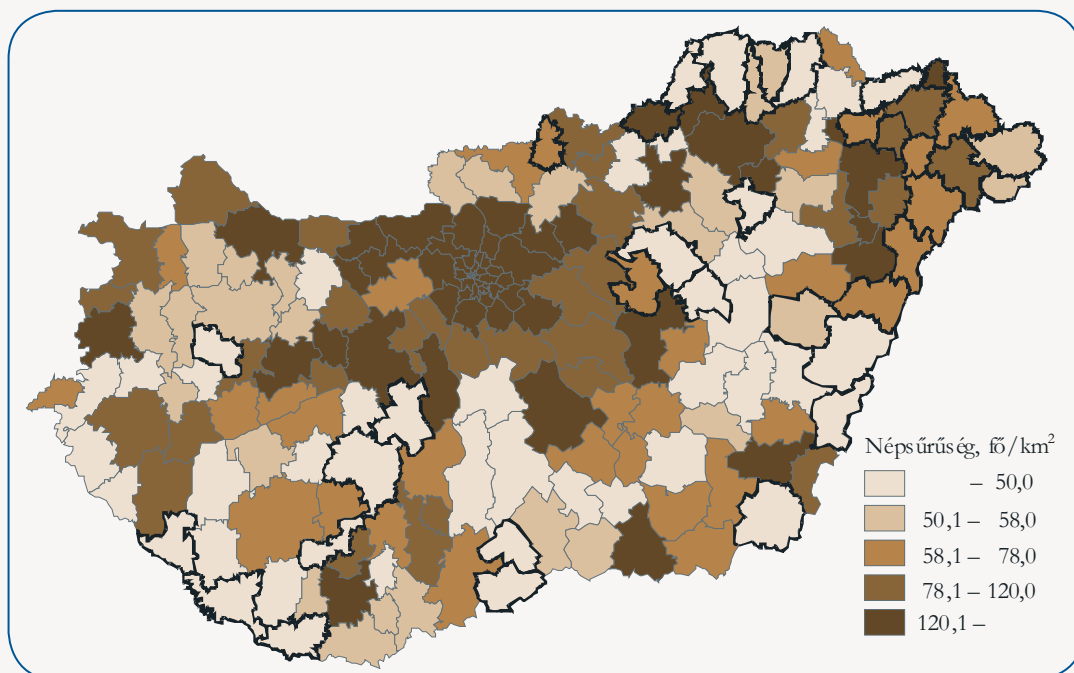 Népsűrűség, fő/km²
– 50,0
50,1 – 58,0
58,1 – 78,0
78,1 – 120,0
120,1 –